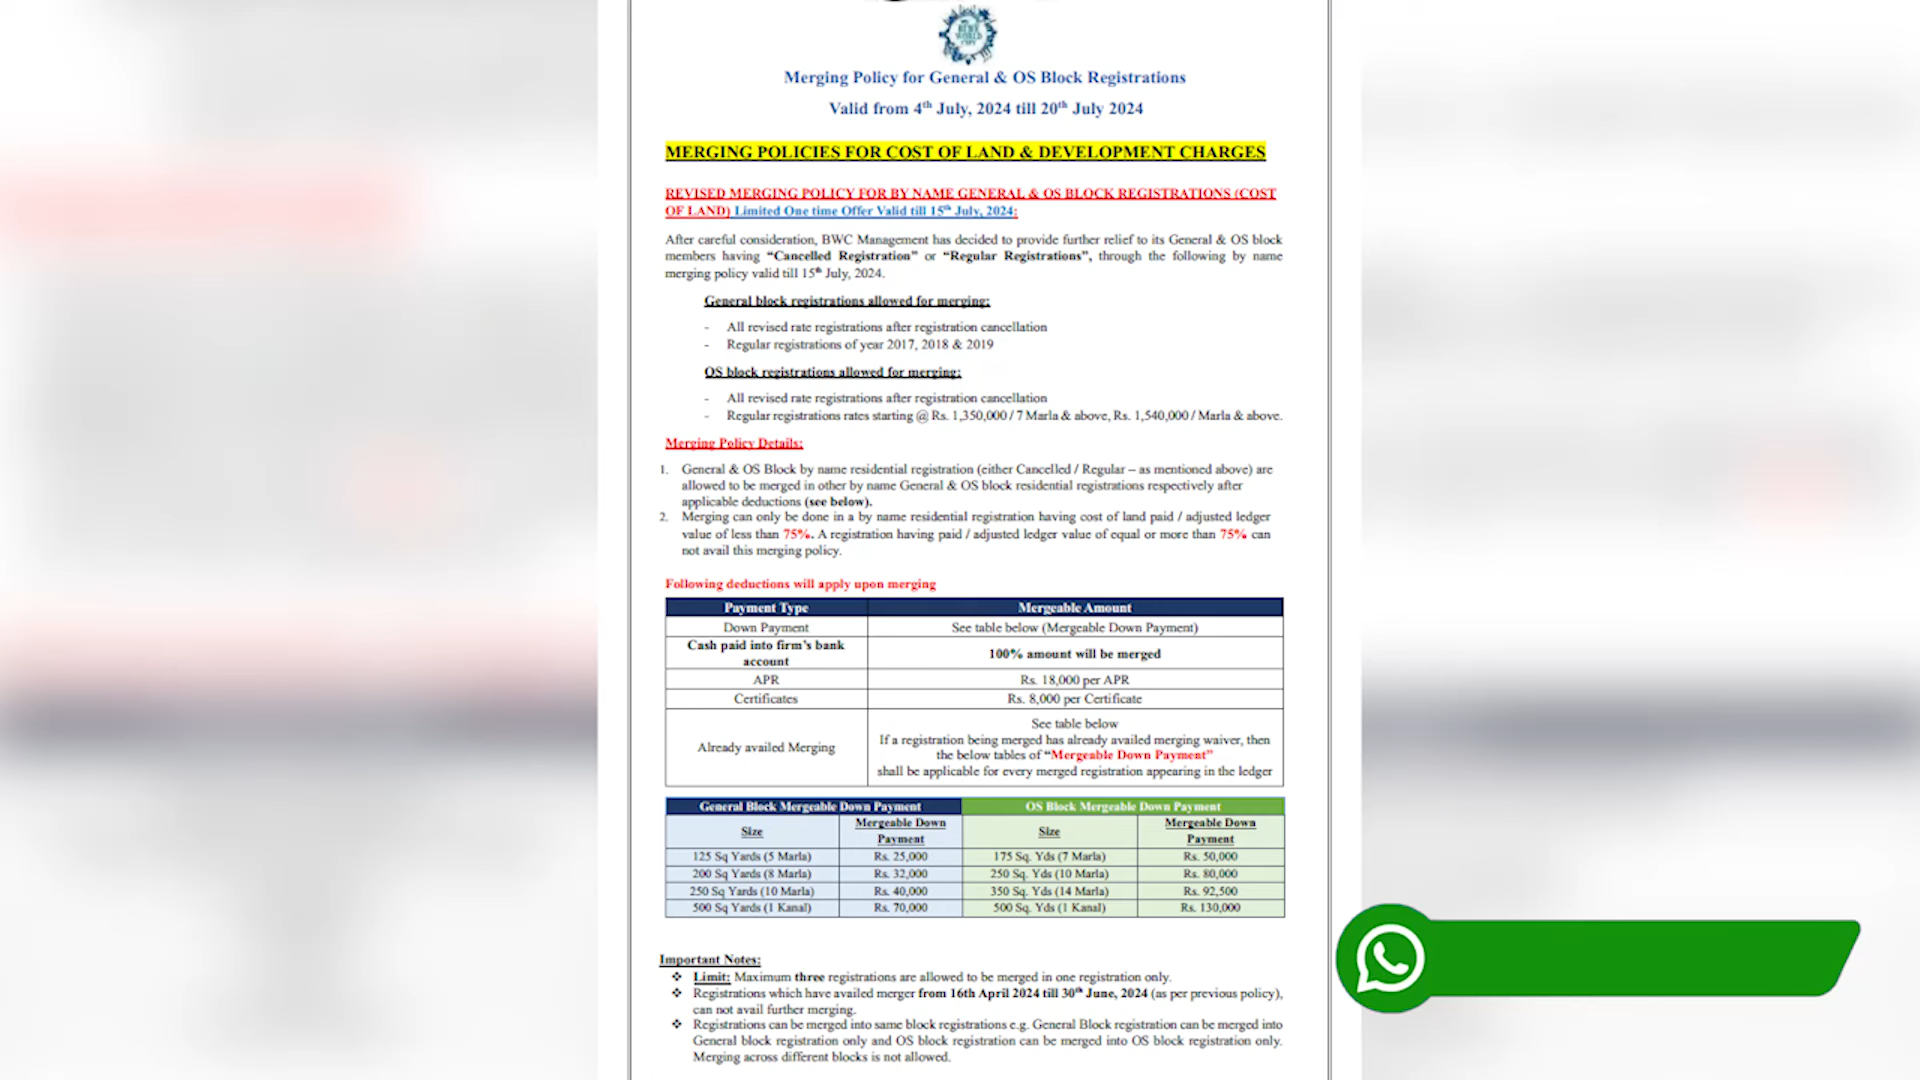 BLUE
WORLD
CITY
Merging Policy for General & OS Block Registrations
Valid from 4th July, 2024 till 20th July 2024
MERGING POLICIES FOR COST OF LAND & DEVELOPMENT CHARGES
REVISED MERGING POLICY FOR BY NAME GENERAL & OS BLOCK REGISTRATIONS (COST
OF LAND) Limited One time Offer Valid till 15th July, 2024:
After careful consideration, BWC Management has decided to provide further relief to its General & OS block
members having “Cancelled Registration” or “Regular Registrations”, through the following by name
merging policy valid till 15th July, 2024.
General block registrations allowed for merging:
- All revised rate registrations after registration cancellation
- Regular registrations of year 2017, 2018 & 2019
OS block registrations allowed for merging:
- All revised rate registrations after registration cancellation
- Regular registrations rates starting @ Rs. 1,350,000 / 7 Marla & above, Rs. 1,540,000 / Marla & above.
Merging Policy Details:
1. General & OS Block by name residential registration (either Cancelled / Regular – as mentioned above) are
allowed to be merged in other by name General & OS block residential registrations respectively after
applicable deductions (see below).
2. Merging can only be done in a by name residential registration having cost of land paid / adjusted ledger
value of less than 75%. A registration having paid / adjusted ledger value of equal or more than 75% can
not avail this merging policy.
Following deductions will apply upon merging
Payment Type Mergeable Amount
Down Payment See table below (Mergeable Down Payment)
Cash paid into firm’s bank
account 100% amount will be merged
APR Rs. 18,000 per APR
Certificates Rs. 8,000 per Certificate
Already availed Merging
See table below
If a registration being merged has already availed merging waiver, then
the below tables of “Mergeable Down Payment”
shall be applicable for every merged registration appearing in the ledger
General Block Mergeable Down Payment OS Block Mergeable Down Payment
Size Mergeable Down Payment Size Mergeable Down Payment
125 Sq Yards (5 Marla) Rs. 25,000 175 Sq. Yds (7 Marla) Rs. 50,000
200 Sq Yards (8 Marla) Rs. 32,000 250 Sq. Yds (10 Marla) Rs. 80,000
250 Sq Yards (10 Marla) Rs. 40,000 350 Sq. Yds (14 Marla) Rs. 92,500
500 Sq Yards (1 Kanal) Rs. 70,000 500 Sq. Yds (1 Kanal) Rs. 130,000
Important Notes:
❖ Limit: Maximum three registrations are allowed to be merged in one registration only.
❖ Registrations which have availed merger from 16th April 2024 till 30th June, 2024 (as per previous policy),
can not avail further merging.
❖ Registrations can be merged into same block registrations e.g. General Block registration can be merged into
General block registration only and OS block registration can be merged into OS block registration only.
Merging across different blocks is not allowed.